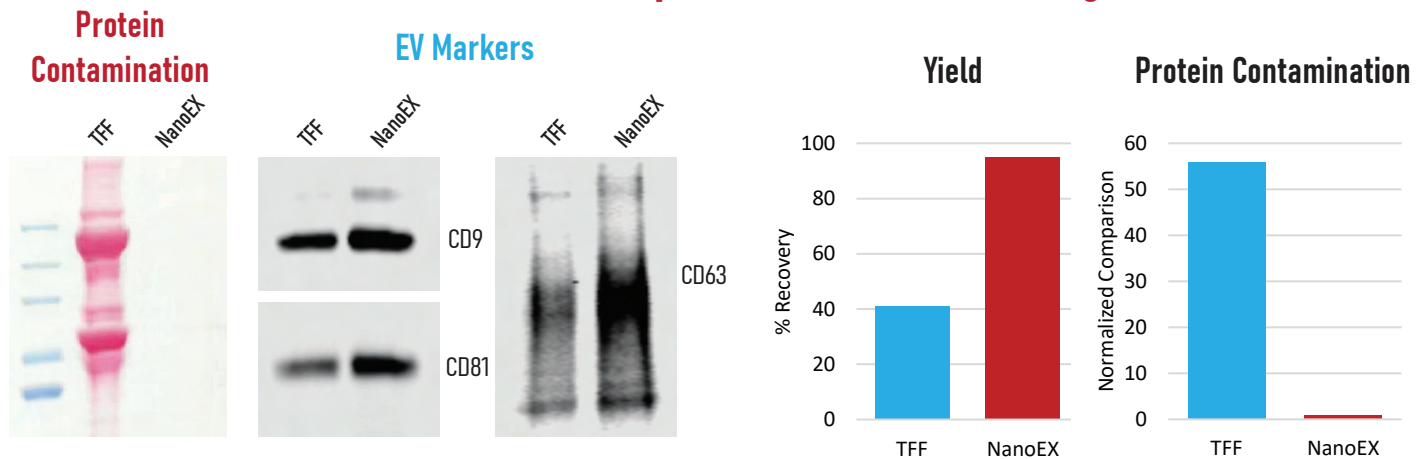 Protein
Contamination
TFF
NanoEX
EV Markers
TFF
NanoEX
CD9
CD81
TFF
NanoEX
CD63
Yield
% Recovery
100
80
60
40
20
0
TFF
NanoEX
Protein Contamination
Normalized Comparison
60
50
40
30
20
10
0
TFF
NanoEX